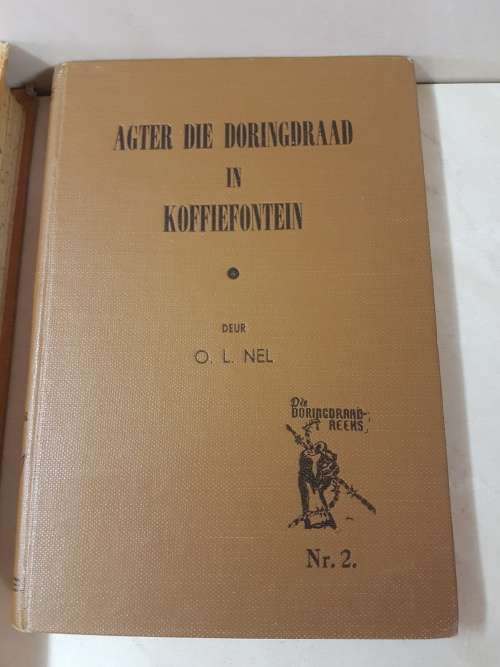 AGTER DIE DORINGDRAAD
IN
KOFFIEFONTEIN
DEUR
O. L. NEL
Die
DORINGDRAAD-
REEKS
Nr. 2.